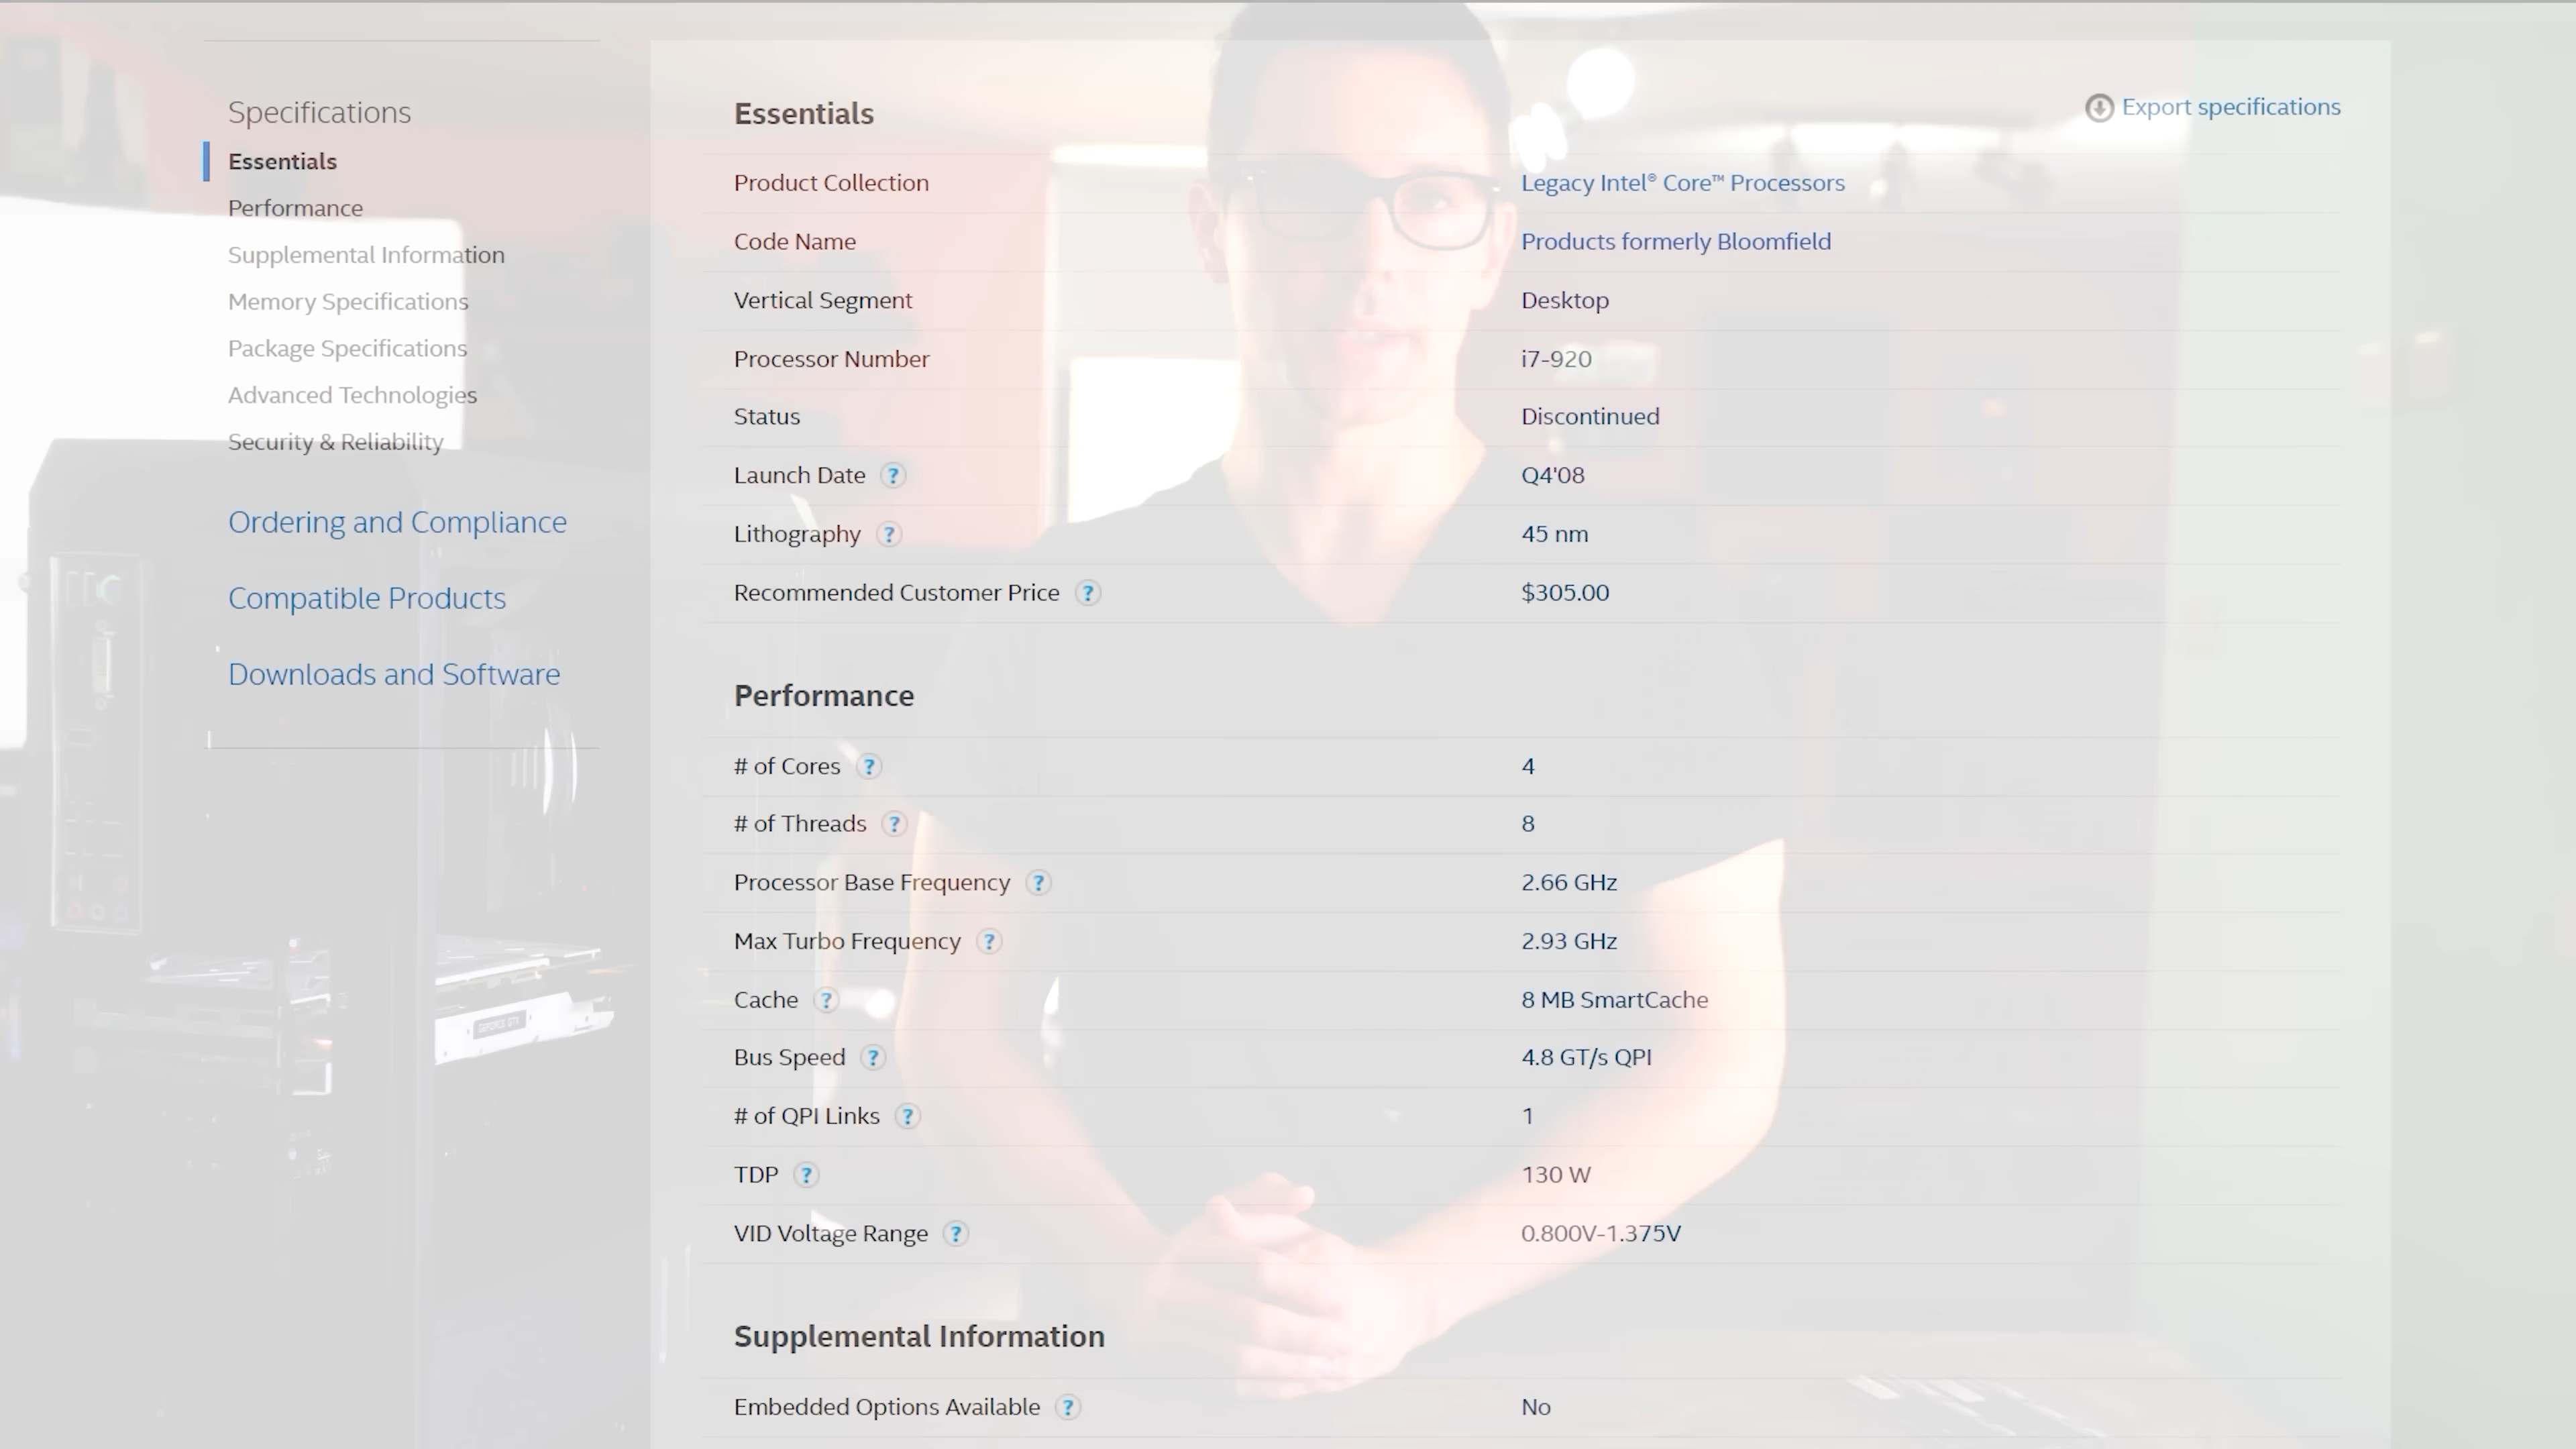 Specifications
Essentials
Performance
Supplemental Information
Memory Specifications
Package Specifications
Advanced Technologies
Security & Reliability
Ordering and Compliance
Compatible Products
Downloads and Software
Essentials
Export specifications
Product Collection Legacy Intel® Core™ Processors
Code Name Products formerly Bloomfield
Vertical Segment Desktop
Processor Number i7-920
Status Discontinued
Launch Date ? Q4'08
Lithography ? 45 nm
Recommended Customer Price ? $305.00
Performance
# of Cores ? 4
# of Threads ? 8
Processor Base Frequency ? 2.66 GHz
Max Turbo Frequency ? 2.93 GHz
Cache ? 8 MB SmartCache
Bus Speed ? 4.8 GT/s QPI
# of QPI Links ? 1
TDP ? 130 W
VID Voltage Range ? 0.800V-1.375V
Supplemental Information
Embedded Options Available ? No
GEFORCE GTX